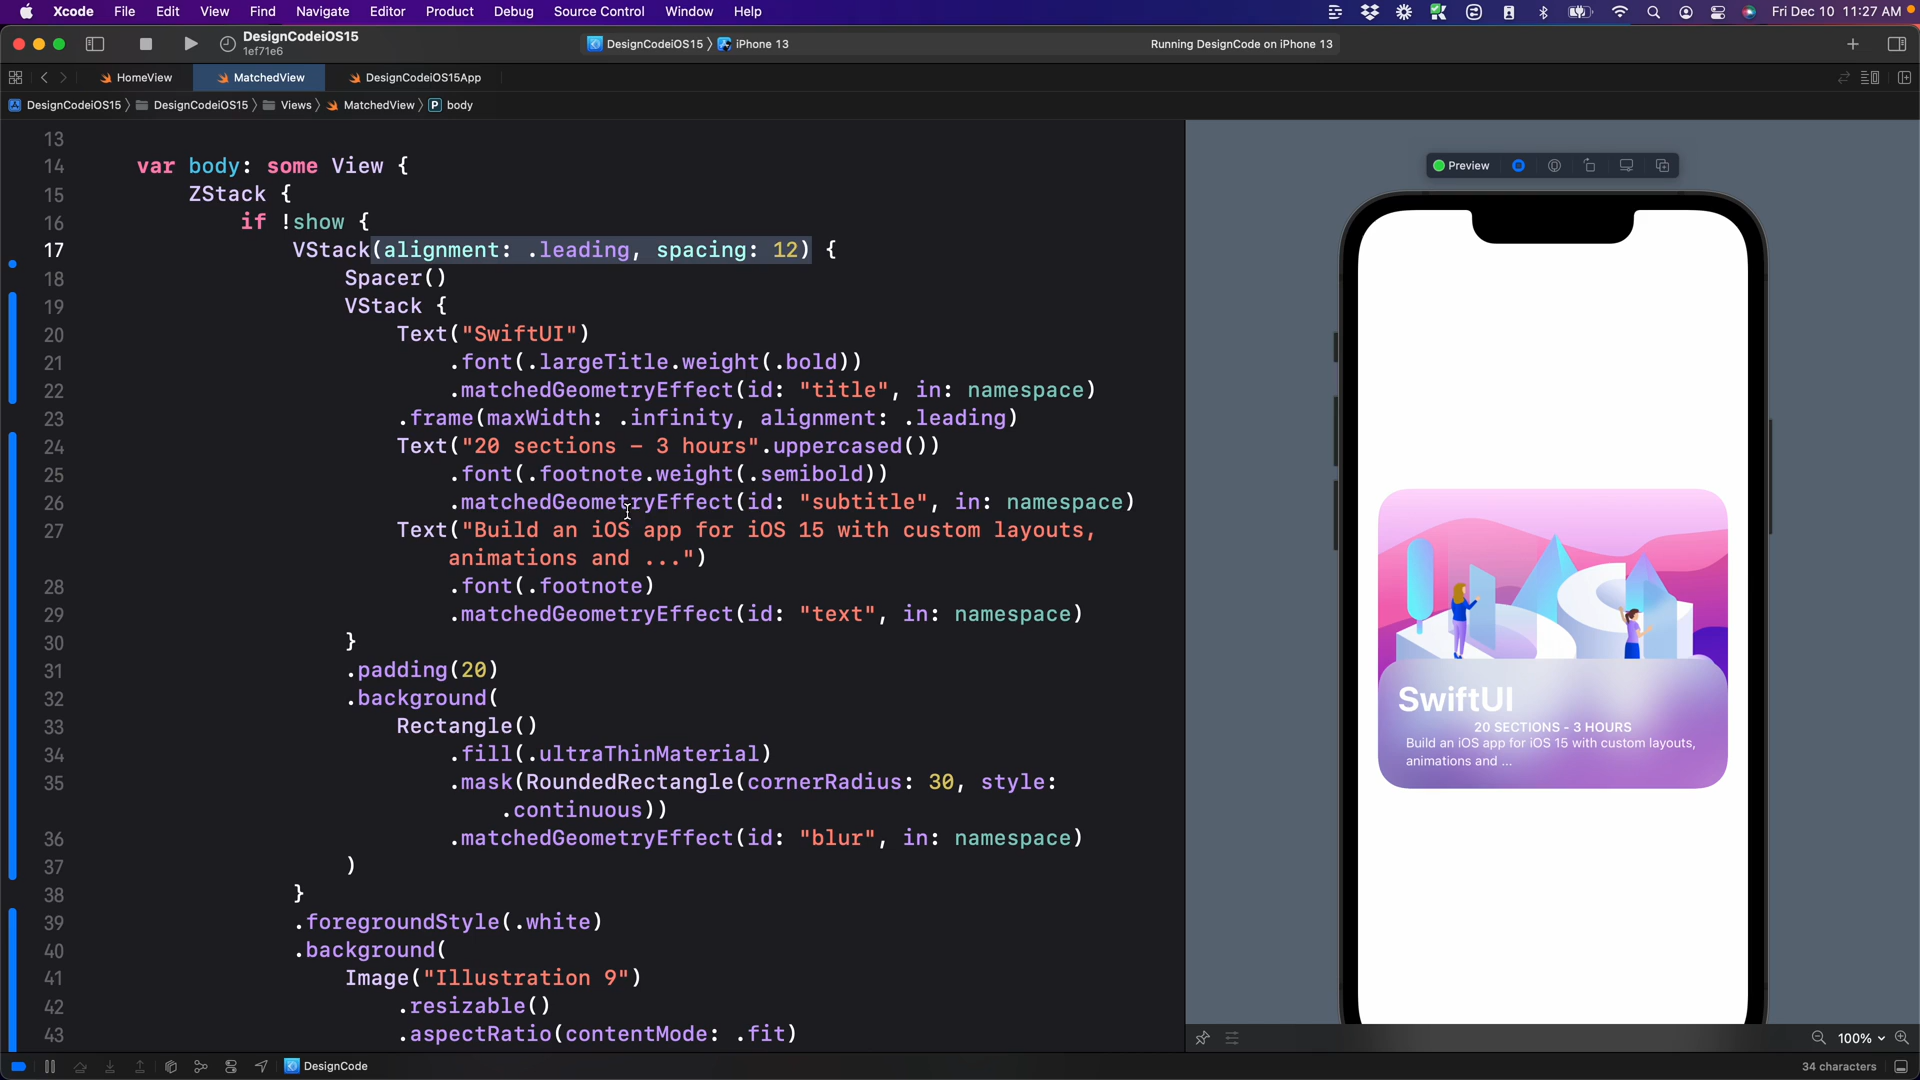 Xcode File Edit View Find Navigate Editor Product Debug Source Control Window Help Fri Dec 10 11:27 AM
DesignCodeiOS15
1ef71e6
DesignCodeiOS15 iPhone 13
Running DesignCode on iPhone 13
HomeView MatchedView DesignCodeiOS15App
DesignCodeiOS15 DesignCodeiOS15 Views MatchedView P body
13
14 var body: some View {
15 ZStack {
16 if !show {
17 VStack(alignment: .leading, spacing: 12) {
18 Spacer()
19 VStack {
20 Text("SwiftUI")
21 .font(.largeTitle.weight(.bold))
22 .matchedGeometryEffect(id: "title", in: namespace)
23 .frame(maxWidth: .infinity, alignment: .leading)
24 Text("20 sections - 3 hours".uppercased())
25 .font(.footnote.weight(.semibold))
26 .matchedGeometryEffect(id: "subtitle", in: namespace)
27 Text("Build an iOS app for iOS 15 with custom layouts,
animations and ...")
28 .font(.footnote)
29 .matchedGeometryEffect(id: "text", in: namespace)
30 }
31 .padding(20)
32 .background(
33 Rectangle()
34 .fill(.ultraThinMaterial)
35 .mask(RoundedRectangle(cornerRadius: 30, style:
.continuous))
36 .matchedGeometryEffect(id: "blur", in: namespace)
37 )
38 }
39 .foregroundStyle(.white)
40 .background(
41 Image("Illustration 9")
42 .resizable()
43 .aspectRatio(contentMode: .fit)
Preview
SwiftUI
20 SECTIONS - 3 HOURS
Build an iOS app for iOS 15 with custom layouts,
animations and ...
100%
DesignCode
34 characters